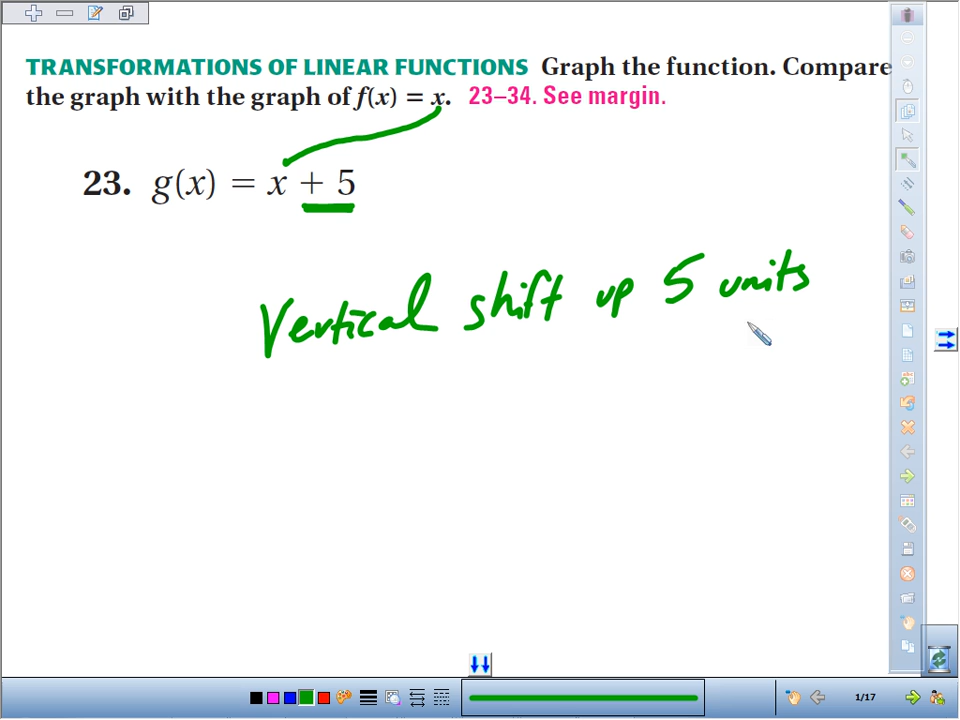 TRANSFORMATIONS OF LINEAR FUNCTIONS Graph the function. Compare
the graph with the graph of f(x) = x. 23–34. See margin.
23. g(x) = x + 5
Vertical shift up 5 units
1/17